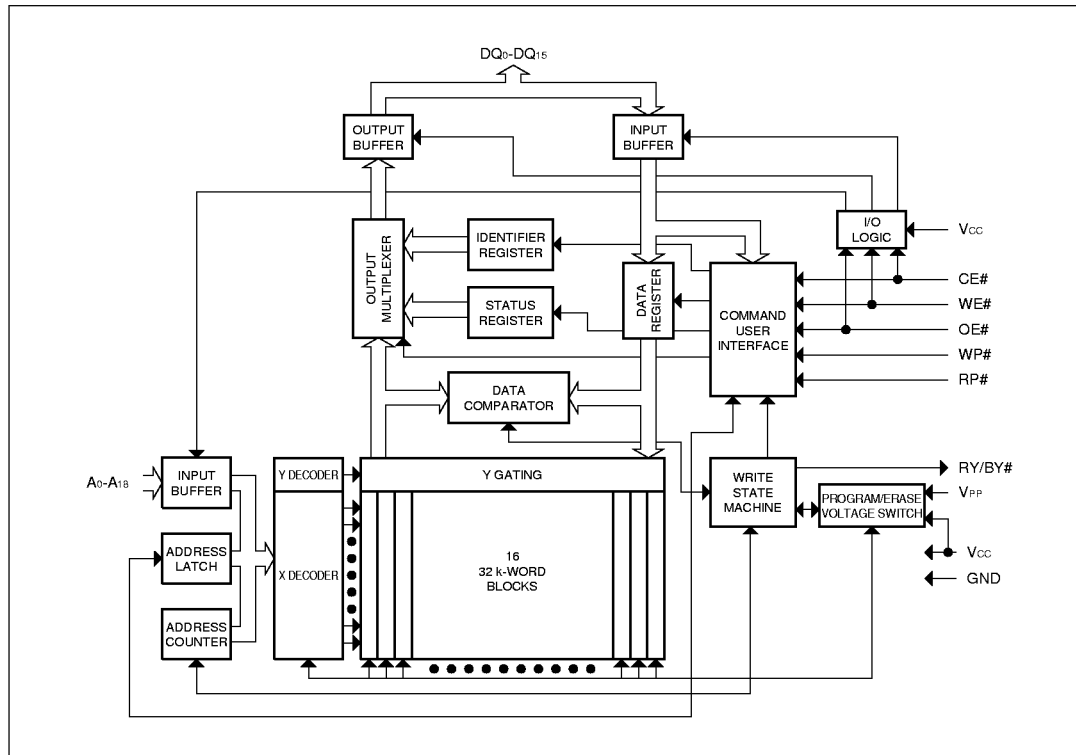 DQ0-DQ15
OUTPUT
BUFFER
INPUT
BUFFER
I/O
LOGIC
VCC
OUTPUT
MULTIPLEXER
IDENTIFIER
REGISTER
STATUS
REGISTER
DATA
REGISTER
COMMAND
USER
INTERFACE
CE#
WE#
OE#
WP#
RP#
DATA
COMPARATOR
A0-A18
INPUT
BUFFER
Y DECODER
Y GATING
WRITE
STATE
MACHINE
RY/BY#
PROGRAM/ERASE
VOLTAGE SWITCH
VPP
VCC
GND
ADDRESS
LATCH
X DECODER
16
32 k-WORD
BLOCKS
ADDRESS
COUNTER